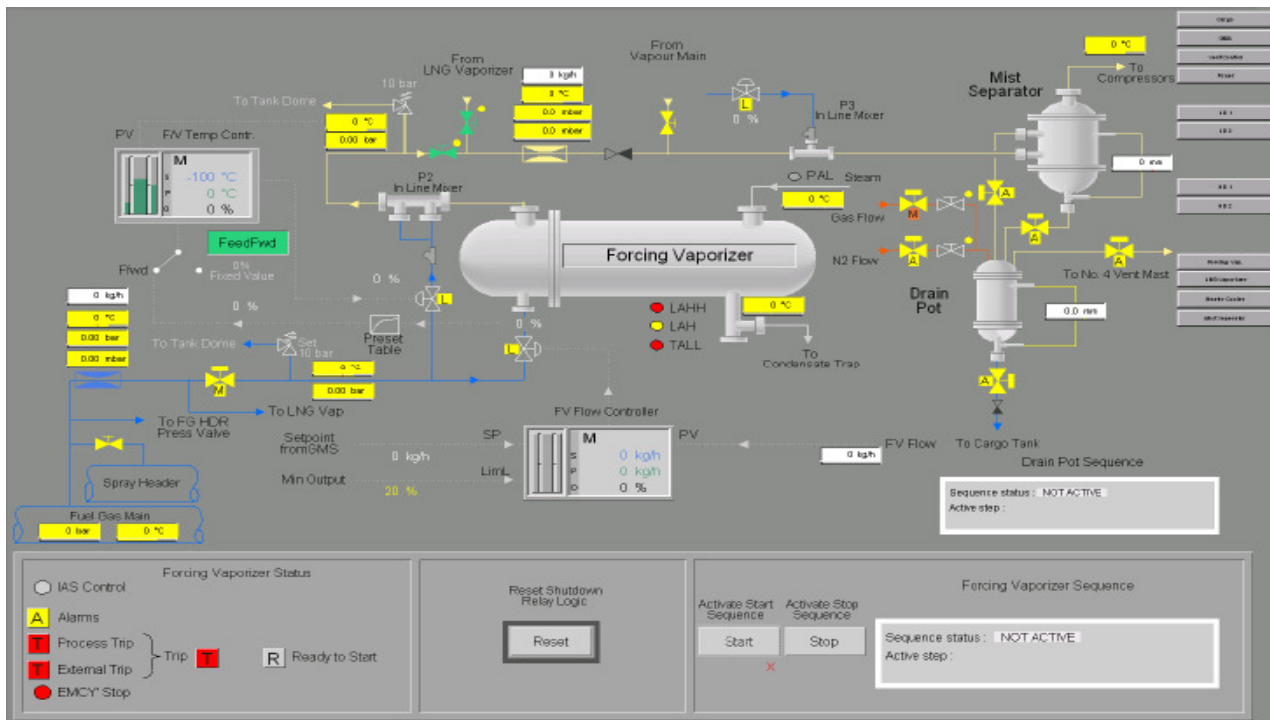 From
LNG Vaporizer
0 kg/h
0 °C
0.0 mbar
0.0 mbar
From
Vapour Main
L
0 %
P3
In Line Mixer
0 °C
To
Compressors
Mist
Separator
0 mm
10 bar
To Tank Dome
0 °C
0.00 bar
PV
F/V Temp Contr.
M
S -100 °C
P 0 °C
O 0 %
P2
In Line Mixer
PAL
Steam
0 °C
Gas Flow
M
A
A
N2 Flow
A
A
To No. 4 Vent Mast
FeedFwd
Ffwd
0%
Fixed Value
0 %
0 %
L
Forcing Vaporizer
Drain
Pot
0.0 mm
0 kg/h
0 °C
0.00 bar
0.00 mbar
0 %
L
LAHH
LAH
TALL
0 °C
To Tank Dome
Set
10 bar
Preset
Table
To
Condensate Trap
A
M
0 °C
0.00 bar
To LNG Vap
To FG HDR
Press Valve
FV Flow Controller
Setpoint
fromGMS
0 kg/h
SP
M
S 0 kg/h
P 0 kg/h
O 0 %
PV
0 kg/h
FV Flow
To Cargo Tank
Min Output
20 %
LimL
Spray Header
Fuel Gas Main
0 bar
0 °C
Drain Pot Sequence
Sequence status : NOT ACTIVE
Active step :
Forcing Vaporizer Status
IAS Control
A Alarms
T Process Trip
T External Trip
Trip T
R Ready to Start
EMCY' Stop
Reset Shutdown
Relay Logic
Reset
Activate Start
Sequence
Activate Stop
Sequence
Start
Stop
X
Forcing Vaporizer Sequence
Sequence status : NOT ACTIVE
Active step :